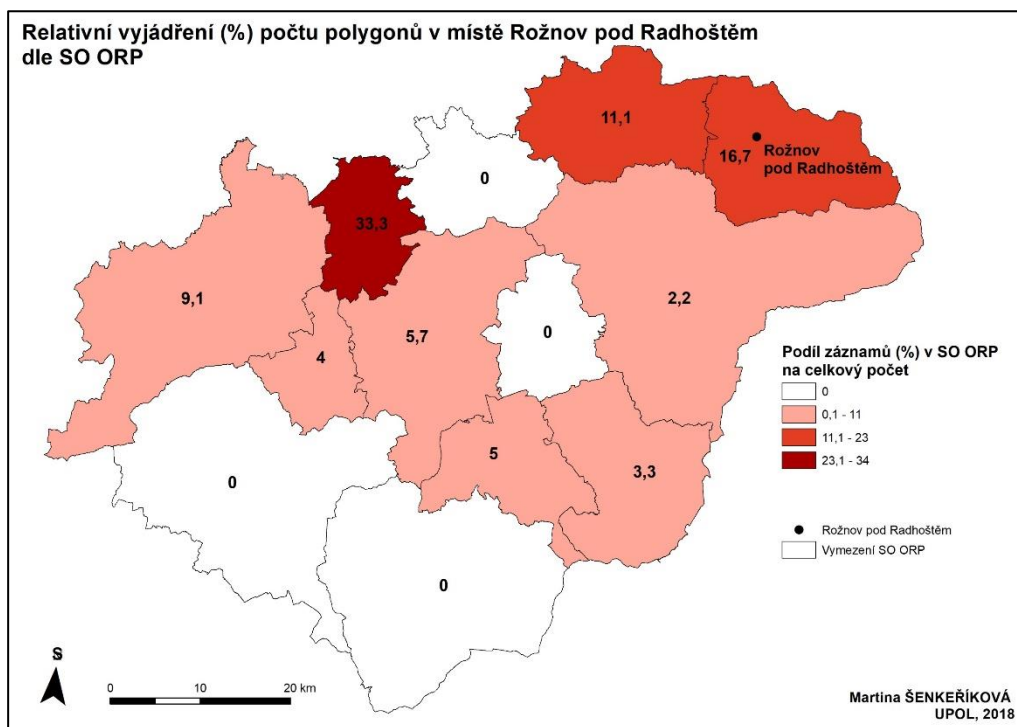 Relativní vyjádření (%) počtu polygonů v místě Rožnov pod Radhoštěm
dle SO ORP
11,1
16,7
Rožnov
pod Radhoštěm
0
33,3
9,1
2,2
5,7
0
4
Podíl záznamů (%) v SO ORP
na celkový počet
0
0,1 - 11
11,1 - 23
23,1 - 34
5
3,3
0
Rožnov pod Radhoštěm
Vymezení SO ORP
0
S
0
10
20 km
Martina ŠENKEŘÍKOVÁ
UPOL, 2018